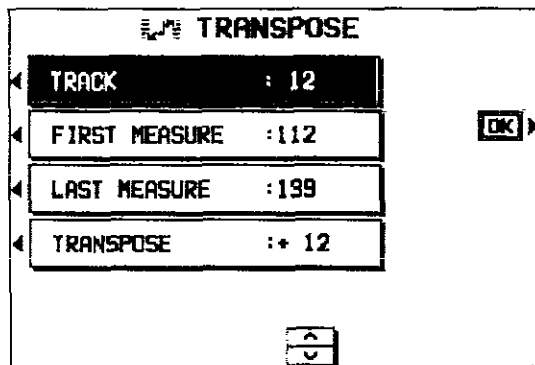 TRANSPOSE
TRACK : 12
FIRST MEASURE :112
OK
LAST MEASURE :139
TRANSPOSE :+ 12